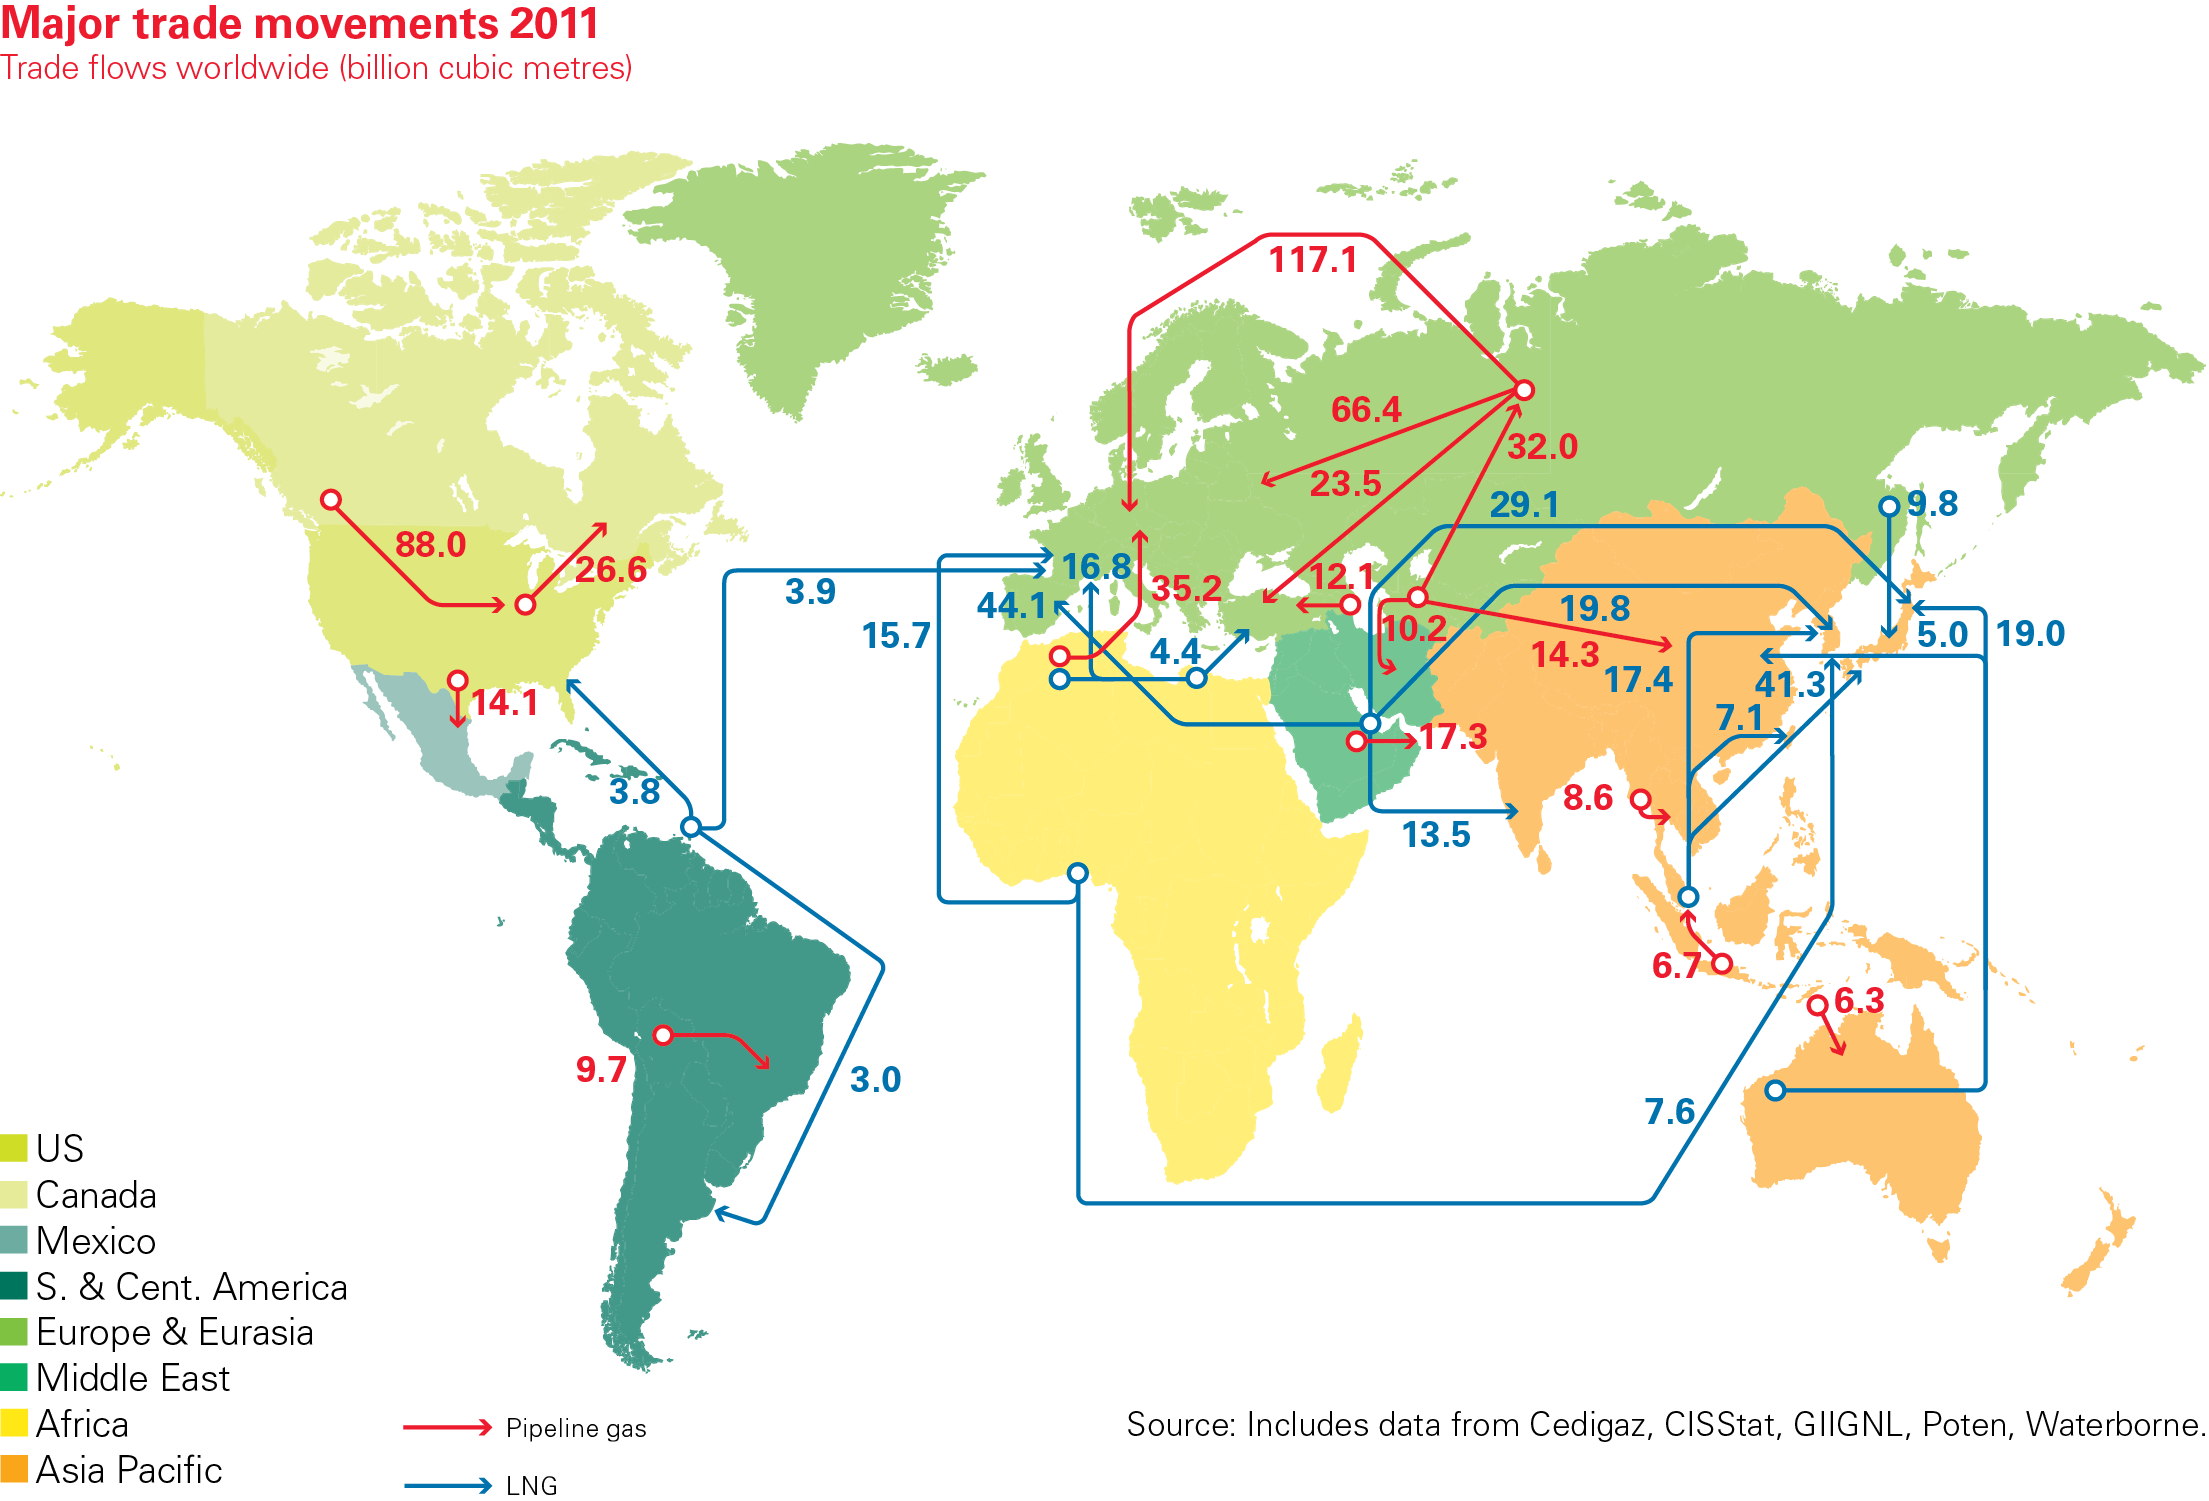 Major trade movements 2011
Trade flows worldwide (billion cubic metres)
117.1
66.4
32.0
23.5
29.1
9.8
88.0
26.6
16.8
3.9
35.2
12.1
44.1
19.8
10.2
15.7
5.0
19.0
4.4
14.3
17.4
41.3
14.1
7.1
17.3
3.8
8.6
13.5
6.7
6.3
9.7
3.0
7.6
US
Canada
Mexico
S. & Cent. America
Europe & Eurasia
Middle East
Africa
Asia Pacific
Pipeline gas
LNG
Source: Includes data from Cedigaz, CISStat, GIIGNL, Poten, Waterborne.